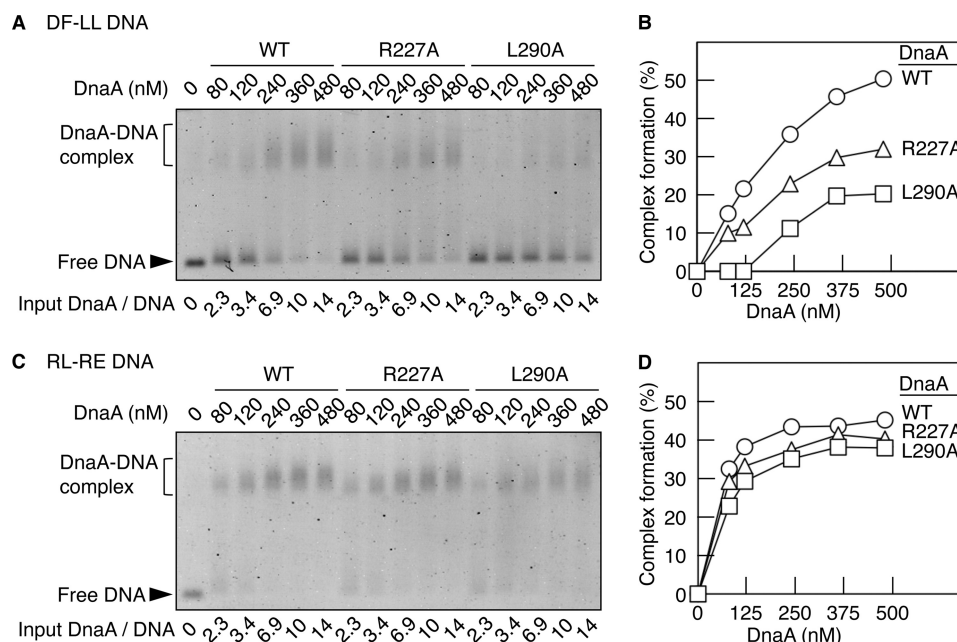 A DF-LL DNA
WT R227A L290A
DnaA (nM) 0 80 120 240 360 480 80 120 240 360 480 80 120 240 360 480
DnaA-DNA
complex
Free DNA
Input DnaA / DNA 0 2.3 3.4 6.9 10 14 2.3 3.4 6.9 10 14 2.3 3.4 6.9 10 14
B
DnaA
WT
R227A
L290A
Complex formation (%)
50
40
30
20
10
0
0 125 250 375 500
DnaA (nM)
C RL-RE DNA
WT R227A L290A
DnaA (nM) 0 80 120 240 360 480 80 120 240 360 480 80 120 240 360 480
DnaA-DNA
complex
Free DNA
Input DnaA / DNA 0 2.3 3.4 6.9 10 14 2.3 3.4 6.9 10 14 2.3 3.4 6.9 10 14
D
DnaA
WT
R227A
L290A
Complex formation (%)
50
40
30
20
10
0
0 125 250 375 500
DnaA (nM)